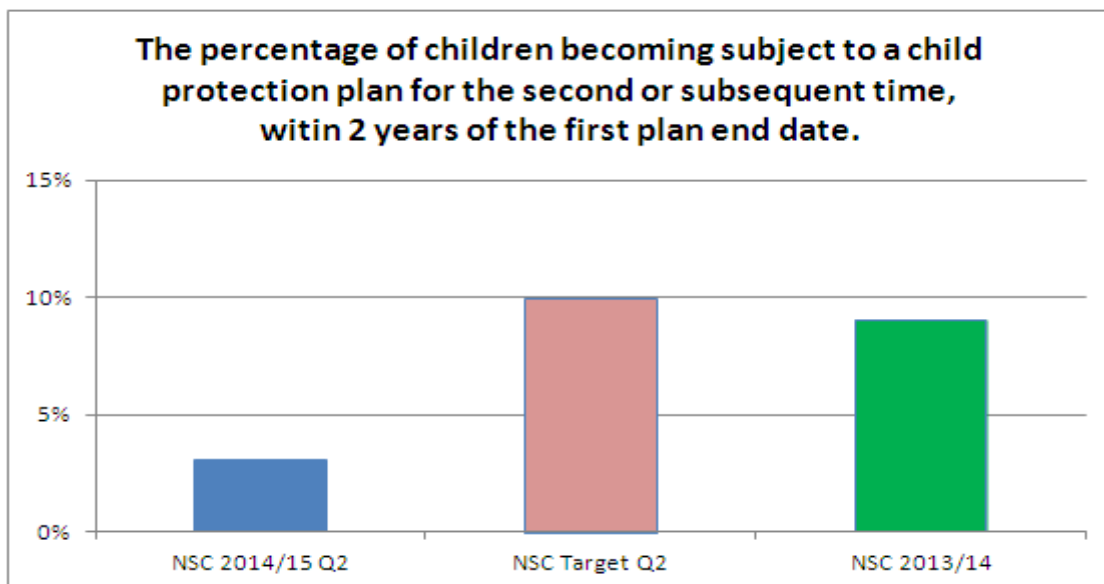 The percentage of children becoming subject to a child
protection plan for the second or subsequent time,
witin 2 years of the first plan end date.
15%
10%
5%
0%
NSC 2014/15 Q2
NSC Target Q2
NSC 2013/14